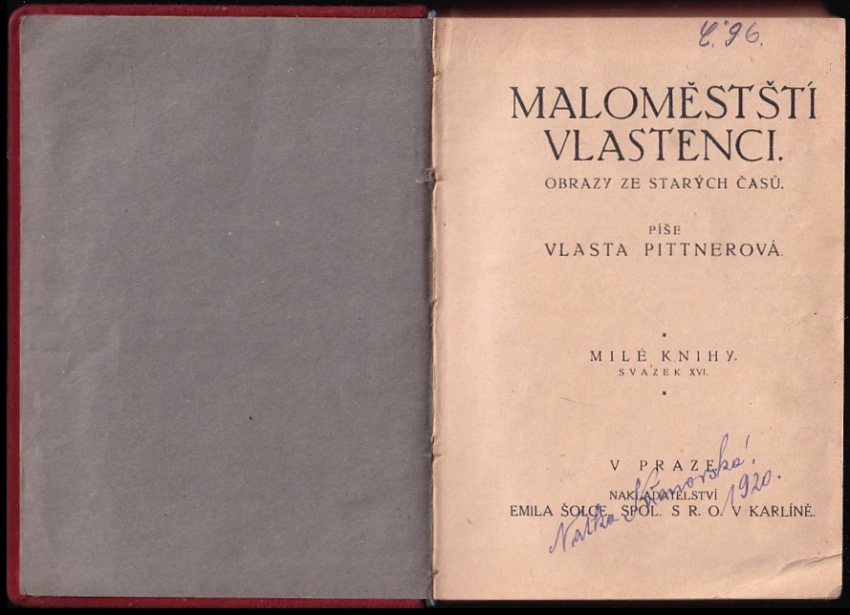 Č. 96.
MALOMĚSTŠTÍ
VLASTENCI.
OBRAZY ZE STARÝCH ČASŮ.
PÍŠE
VLASTA PITTNEROVÁ.
MILÉ KNIHY.
SVAZEK XVI.
V PRAZE.
NAKLADATELSTVÍ
EMILA ŠOLCE, SPOL. S R. O. V KARLÍNĚ.
1920.